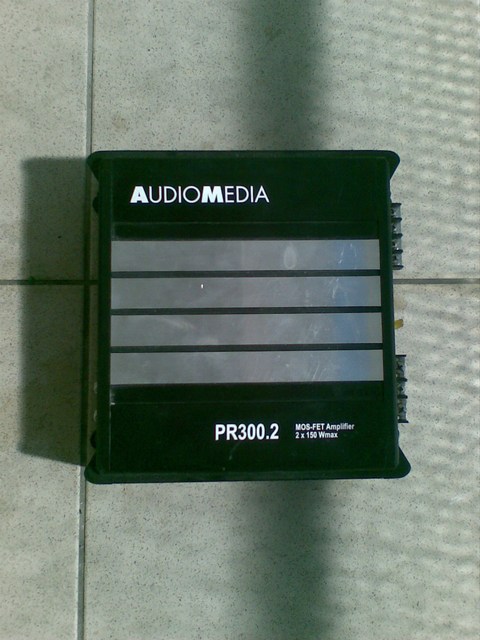 AUDIOMEDIA
PR300.2
MOS-FET Amplifier
2 x 150 Wmax